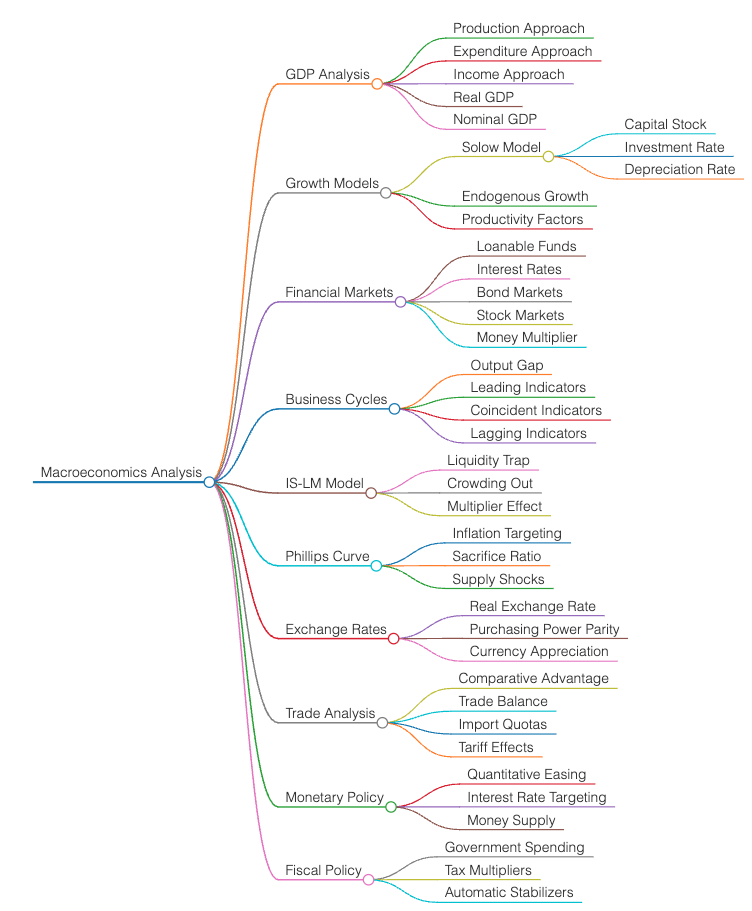 Macroeconomics Analysis
GDP Analysis
Production Approach
Expenditure Approach
Income Approach
Real GDP
Nominal GDP
Growth Models
Solow Model
Capital Stock
Investment Rate
Depreciation Rate
Endogenous Growth
Productivity Factors
Financial Markets
Loanable Funds
Interest Rates
Bond Markets
Stock Markets
Money Multiplier
Business Cycles
Output Gap
Leading Indicators
Coincident Indicators
Lagging Indicators
IS-LM Model
Liquidity Trap
Crowding Out
Multiplier Effect
Phillips Curve
Inflation Targeting
Sacrifice Ratio
Supply Shocks
Exchange Rates
Real Exchange Rate
Purchasing Power Parity
Currency Appreciation
Trade Analysis
Comparative Advantage
Trade Balance
Import Quotas
Tariff Effects
Monetary Policy
Quantitative Easing
Interest Rate Targeting
Money Supply
Fiscal Policy
Government Spending
Tax Multipliers
Automatic Stabilizers